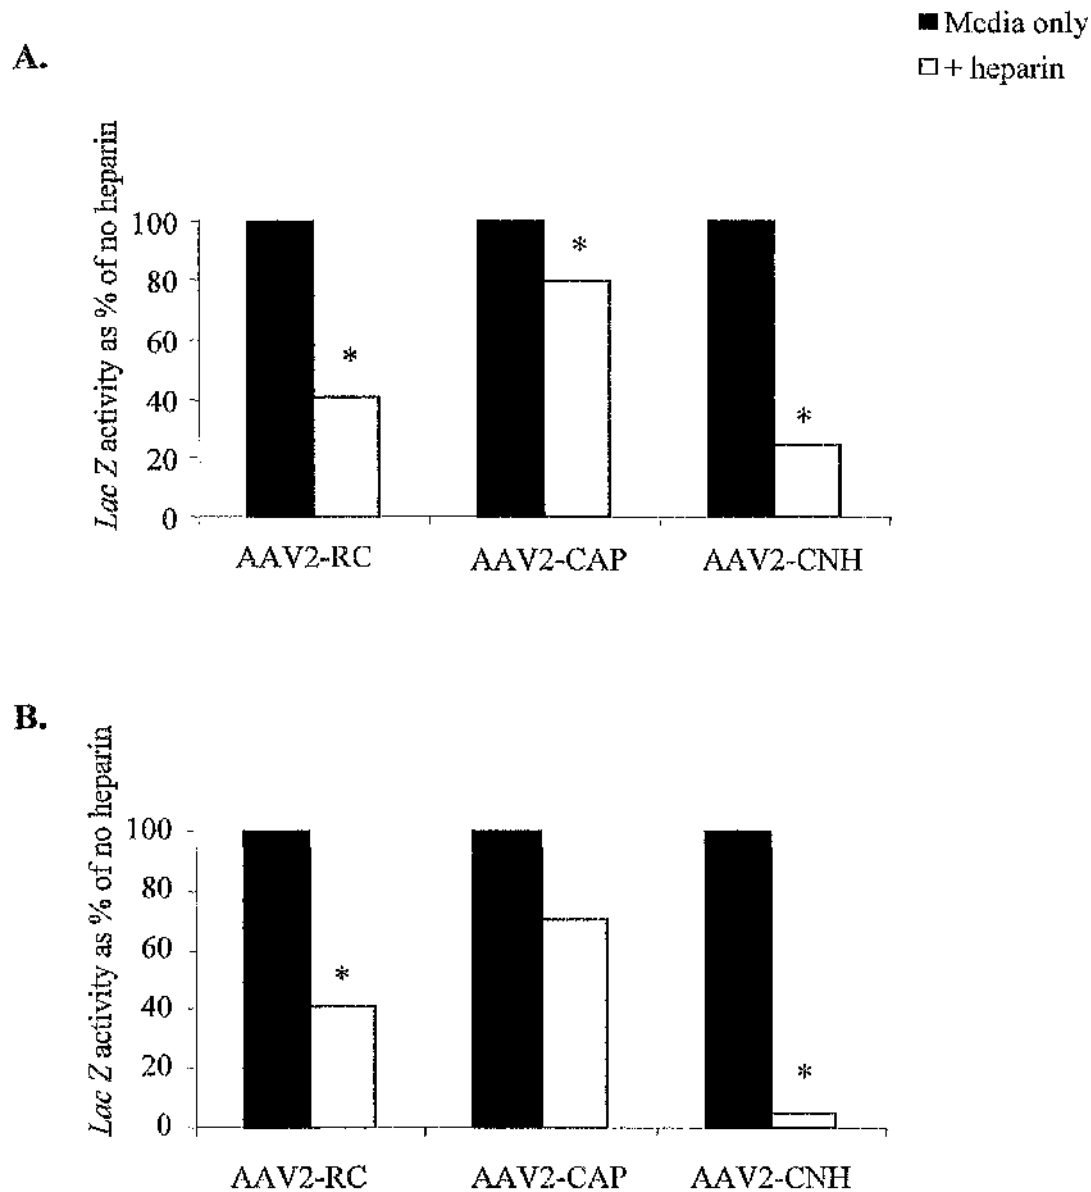 Media only
+ heparin
A.
Lac Z activity as % of no heparin
100
80
60
40
20
0
*
*
*
AAV2-RC
AAV2-CAP
AAV2-CNH
B.
Lac Z activity as % of no heparin
100
80
60
40
20
0
*
*
AAV2-RC
AAV2-CAP
AAV2-CNH